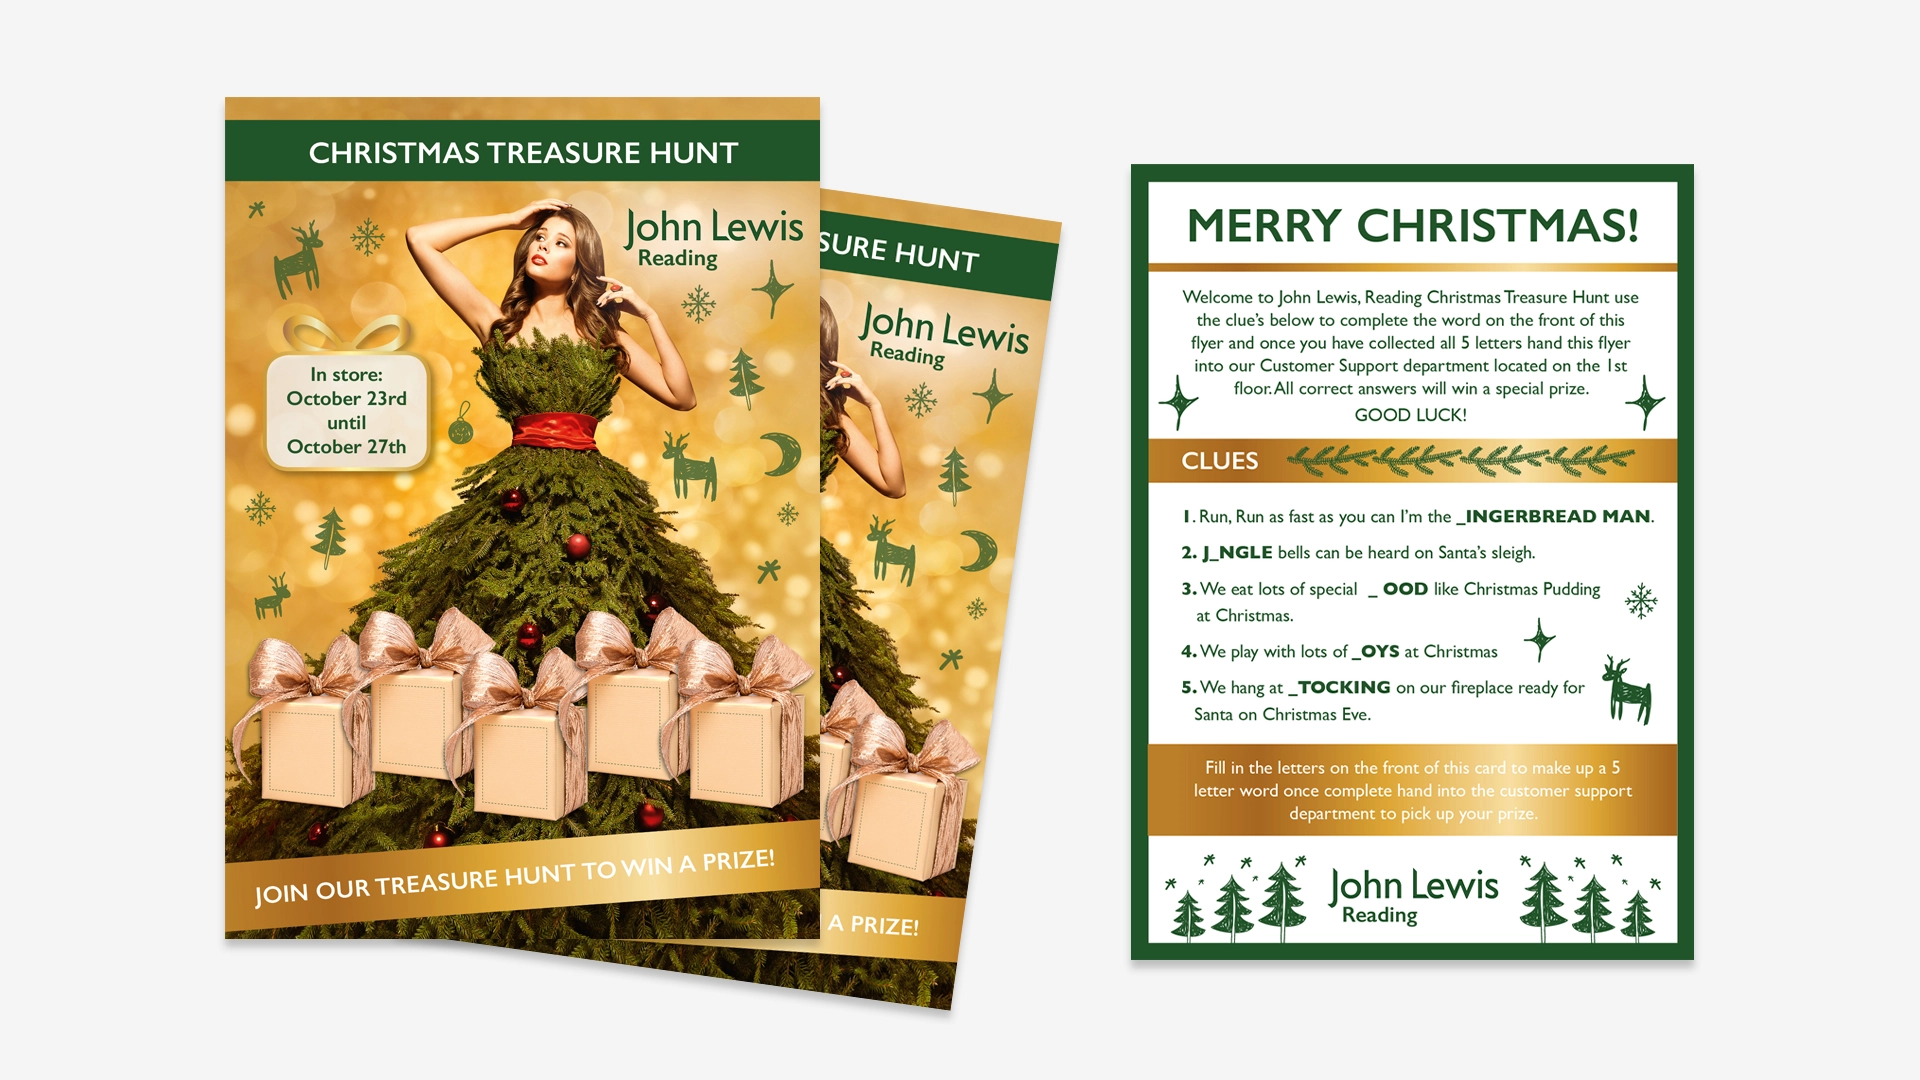 CHRISTMAS TREASURE HUNT
John Lewis
Reading
In store:
October 23rd
until
October 27th
JOIN OUR TREASURE HUNT TO WIN A PRIZE!
SURE HUNT
John Lewis
Reading
A PRIZE!
MERRY CHRISTMAS!
Welcome to John Lewis, Reading Christmas Treasure Hunt use
the clue's below to complete the word on the front of this
flyer and once you have collected all 5 letters hand this flyer
into our Customer Support department located on the 1st
floor. All correct answers will win a special prize.
GOOD LUCK!
CLUES
1. Run, Run as fast as you can I'm the _INGERBREAD MAN.
2. J_NGLE bells can be heard on Santa's sleigh.
3. We eat lots of special _ OOD like Christmas Pudding
at Christmas.
4. We play with lots of _OYS at Christmas
5. We hang at _TOCKING on our fireplace ready for
Santa on Christmas Eve.
Fill in the letters on the front of this card to make up a 5
letter word once complete hand into the customer support
department to pick up your prize.
John Lewis
Reading